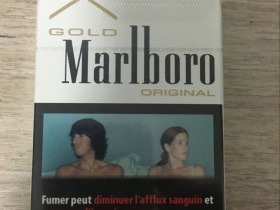 GOLD
Marlboro
ORIGINAL
Fumer peut diminuer l'afflux sanguin et